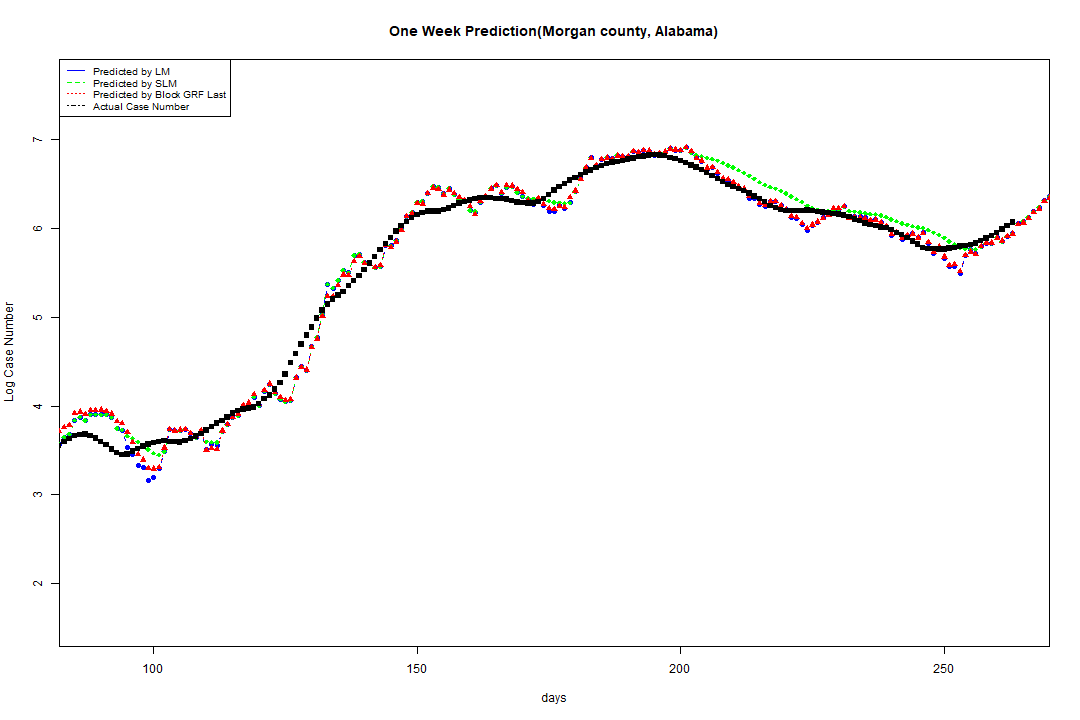 One Week Prediction(Morgan county, Alabama)
Predicted by LM
Predicted by SLM
Predicted by Block GRF Last
Actual Case Number
7
6
5
4
3
2
Log Case Number
100 150 200 250
days